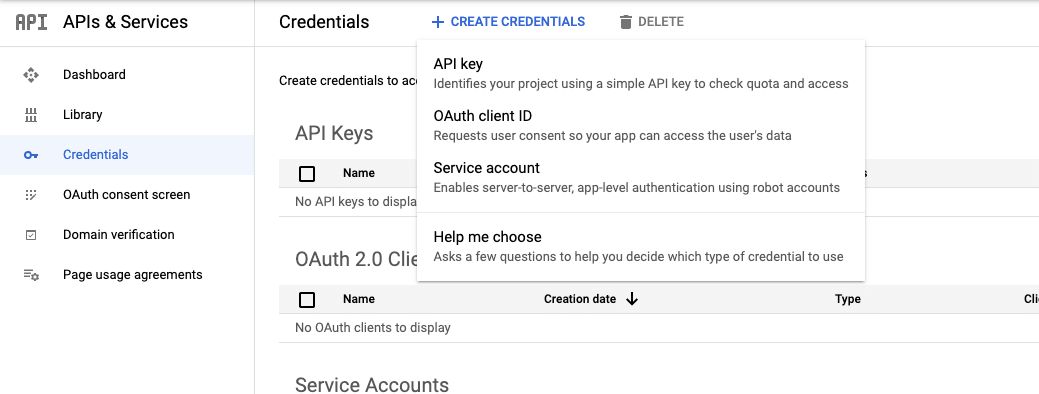 API APIs & Services
Credentials
+ CREATE CREDENTIALS
DELETE
Dashboard
Library
Credentials
OAuth consent screen
Domain verification
Page usage agreements
Create credentials to
API key
Identifies your project using a simple API key to check quota and access
OAuth client ID
Requests user consent so your app can access the user's data
Service account
Enables server-to-server, app-level authentication using robot accounts
Help me choose
Asks a few questions to help you decide which type of credential to use
API Keys
Name
No API keys to displa
OAuth 2.0 Clie
Name Creation date Type Cli
No OAuth clients to display
Service Accounts